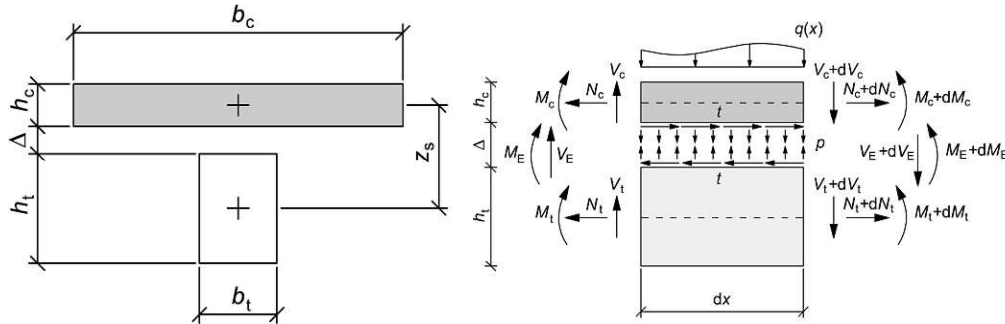 b_c
h_c
Δ
h_t
z_s
b_t
q(x)
V_c
V_c+dV_c
N_c
N_c+dN_c
M_c
M_c+dM_c
h_c
t
Δ
M_E
V_E
p
V_E+dV_E
M_E+dM_E
t
V_t
V_t+dV_t
N_t
N_t+dN_t
M_t
M_t+dM_t
h_t
dx